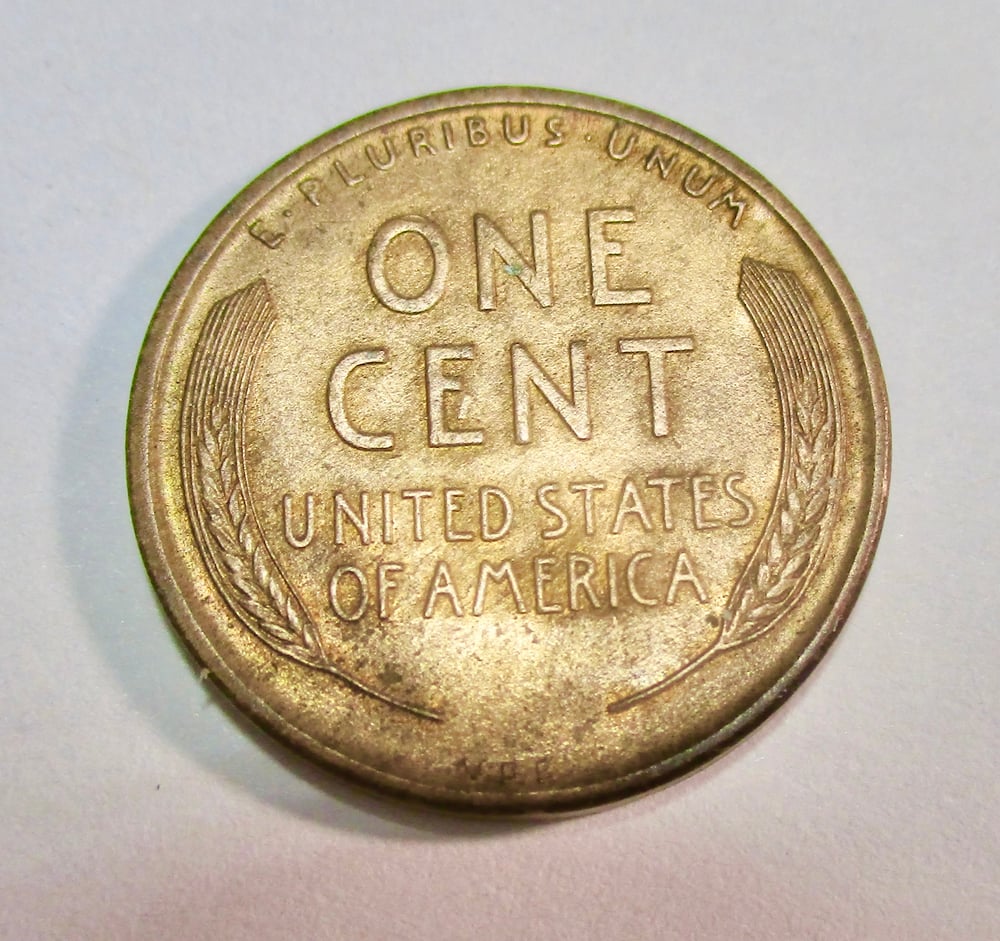 E·PLURIBUS·UNUM
ONE
CENT
UNITED STATES
OF AMERICA